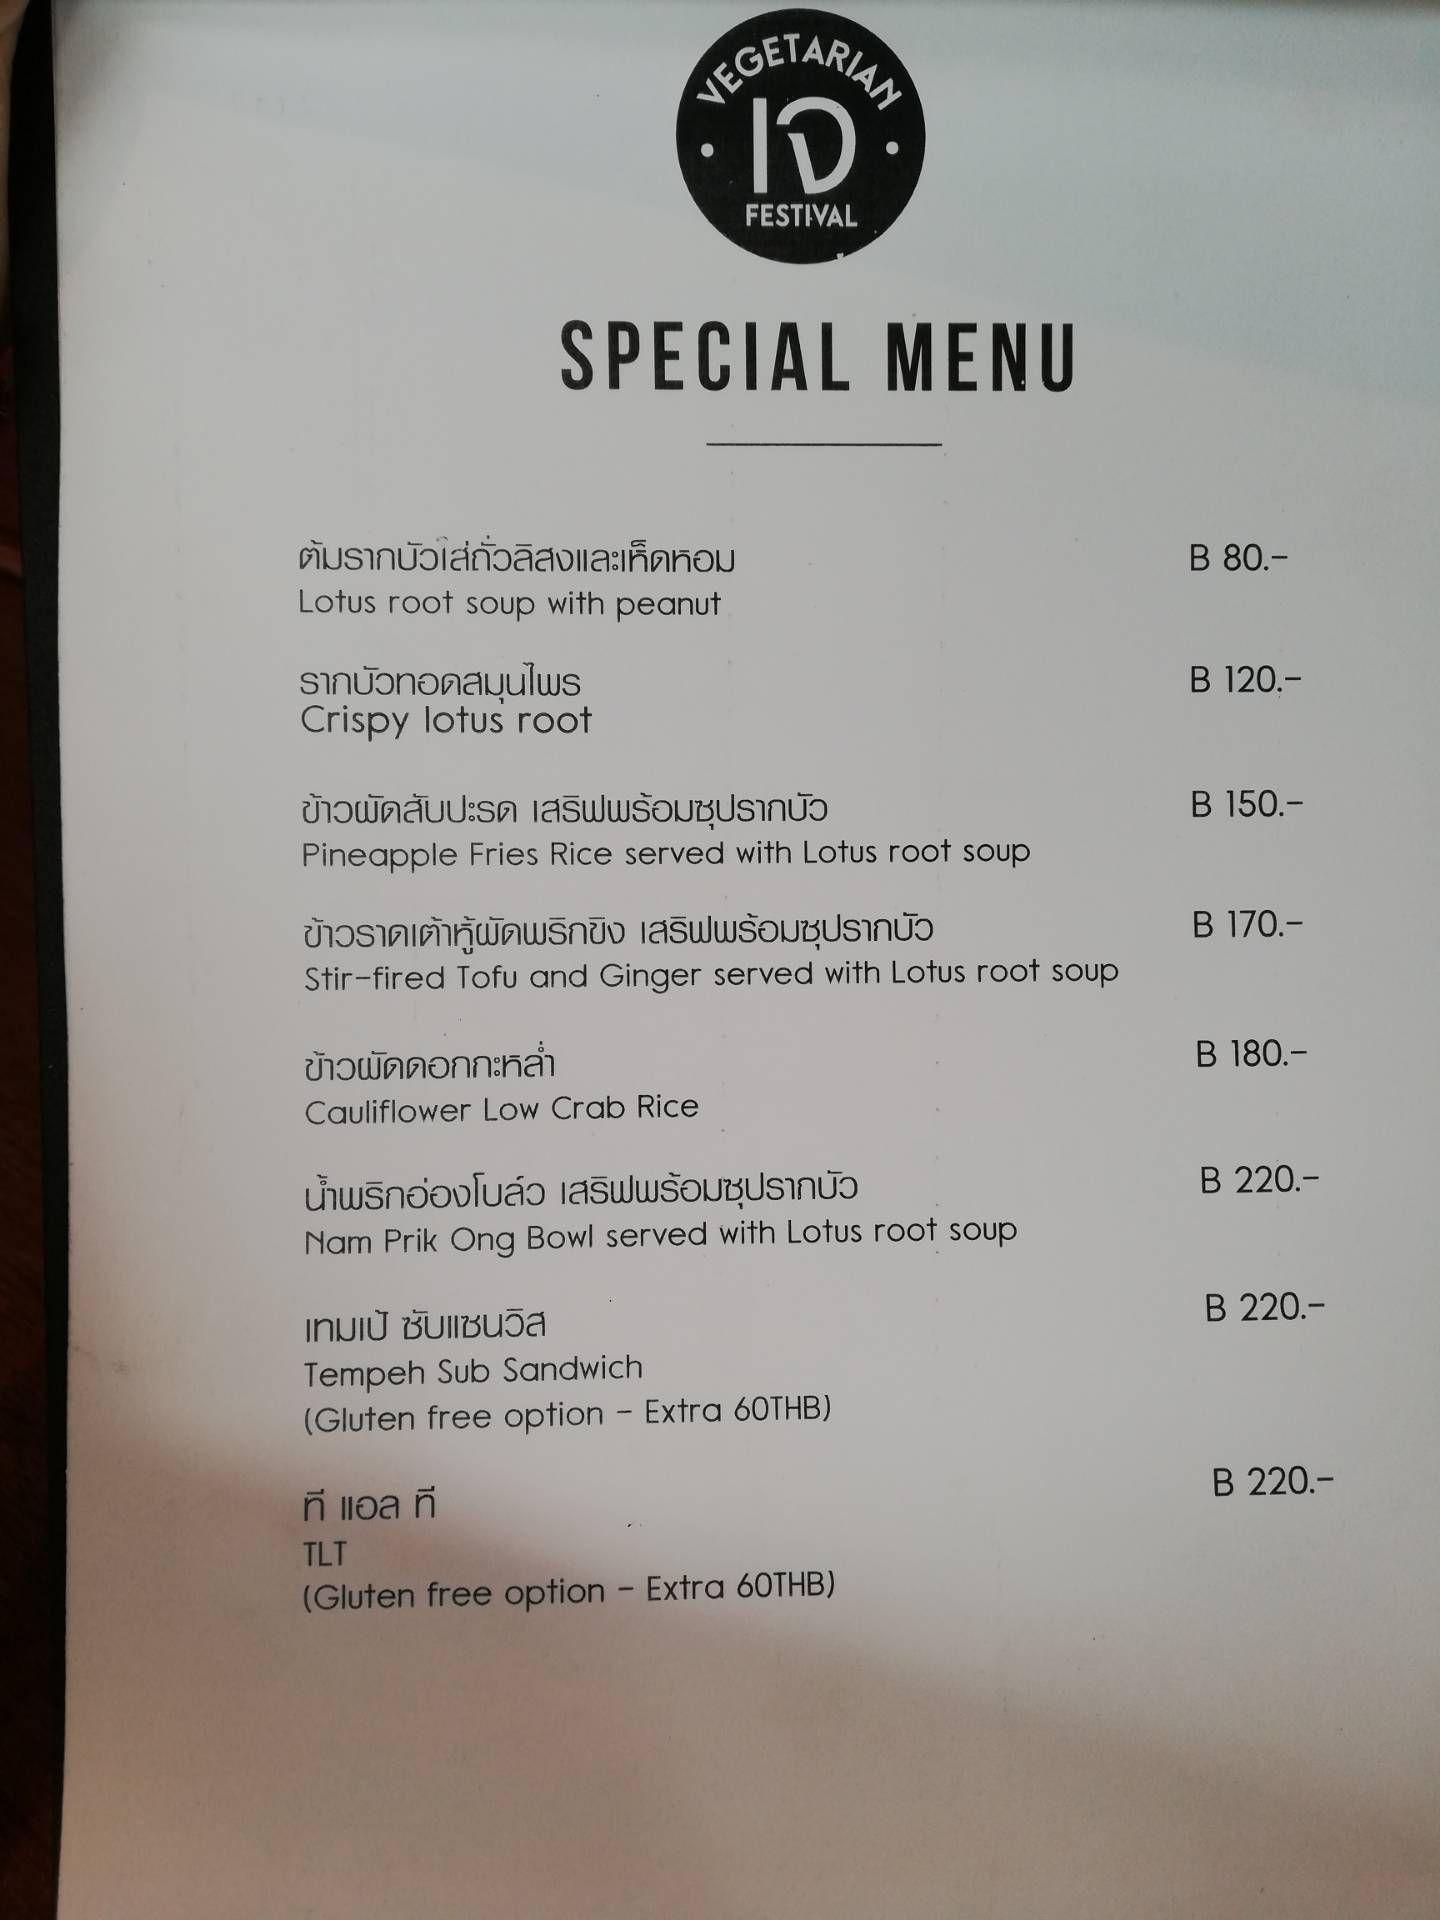 VEGETARIAN
เจ
FESTIVAL
SPECIAL MENU
ต้มรากบัวใส่ถั่วลิสงและเห็ดหอม B 80.-
Lotus root soup with peanut
รากบัวทอดสมุนไพร B 120.-
Crispy lotus root
ข้าวผัดสับปะรด เสริฟพร้อมซุปรากบัว B 150.-
Pineapple Fries Rice served with Lotus root soup
ข้าวราดเต้าหู้ผัดพริกขิง เสริฟพร้อมซุปรากบัว B 170.-
Stir-fired Tofu and Ginger served with Lotus root soup
ข้าวผัดดอกกะหล่ำ B 180.-
Cauliflower Low Crab Rice
น้ำพริกอ่องโบล์ว เสริฟพร้อมซุปรากบัว B 220.-
Nam Prik Ong Bowl served with Lotus root soup
เทมเป้ ซับแซนวิส B 220.-
Tempeh Sub Sandwich
(Gluten free option - Extra 60THB)
ที แอล ที B 220.-
TLT
(Gluten free option - Extra 60THB)